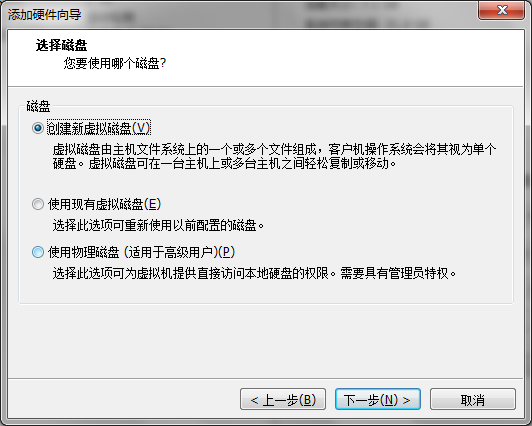 添加硬件向导
选择磁盘
您要使用哪个磁盘?
磁盘
创建新虚拟磁盘(V)
虚拟磁盘由主机文件系统上的一个或多个文件组成，客户机操作系统会将其视为单个
硬盘。虚拟磁盘可在一台主机上或多台主机之间轻松复制或移动。
使用现有虚拟磁盘(E)
选择此选项可重新使用以前配置的磁盘。
使用物理磁盘 (适用于高级用户)(P)
选择此选项可为虚拟机提供直接访问本地硬盘的权限。需要具有管理员特权。
< 上一步(B) 下一步(N) > 取消